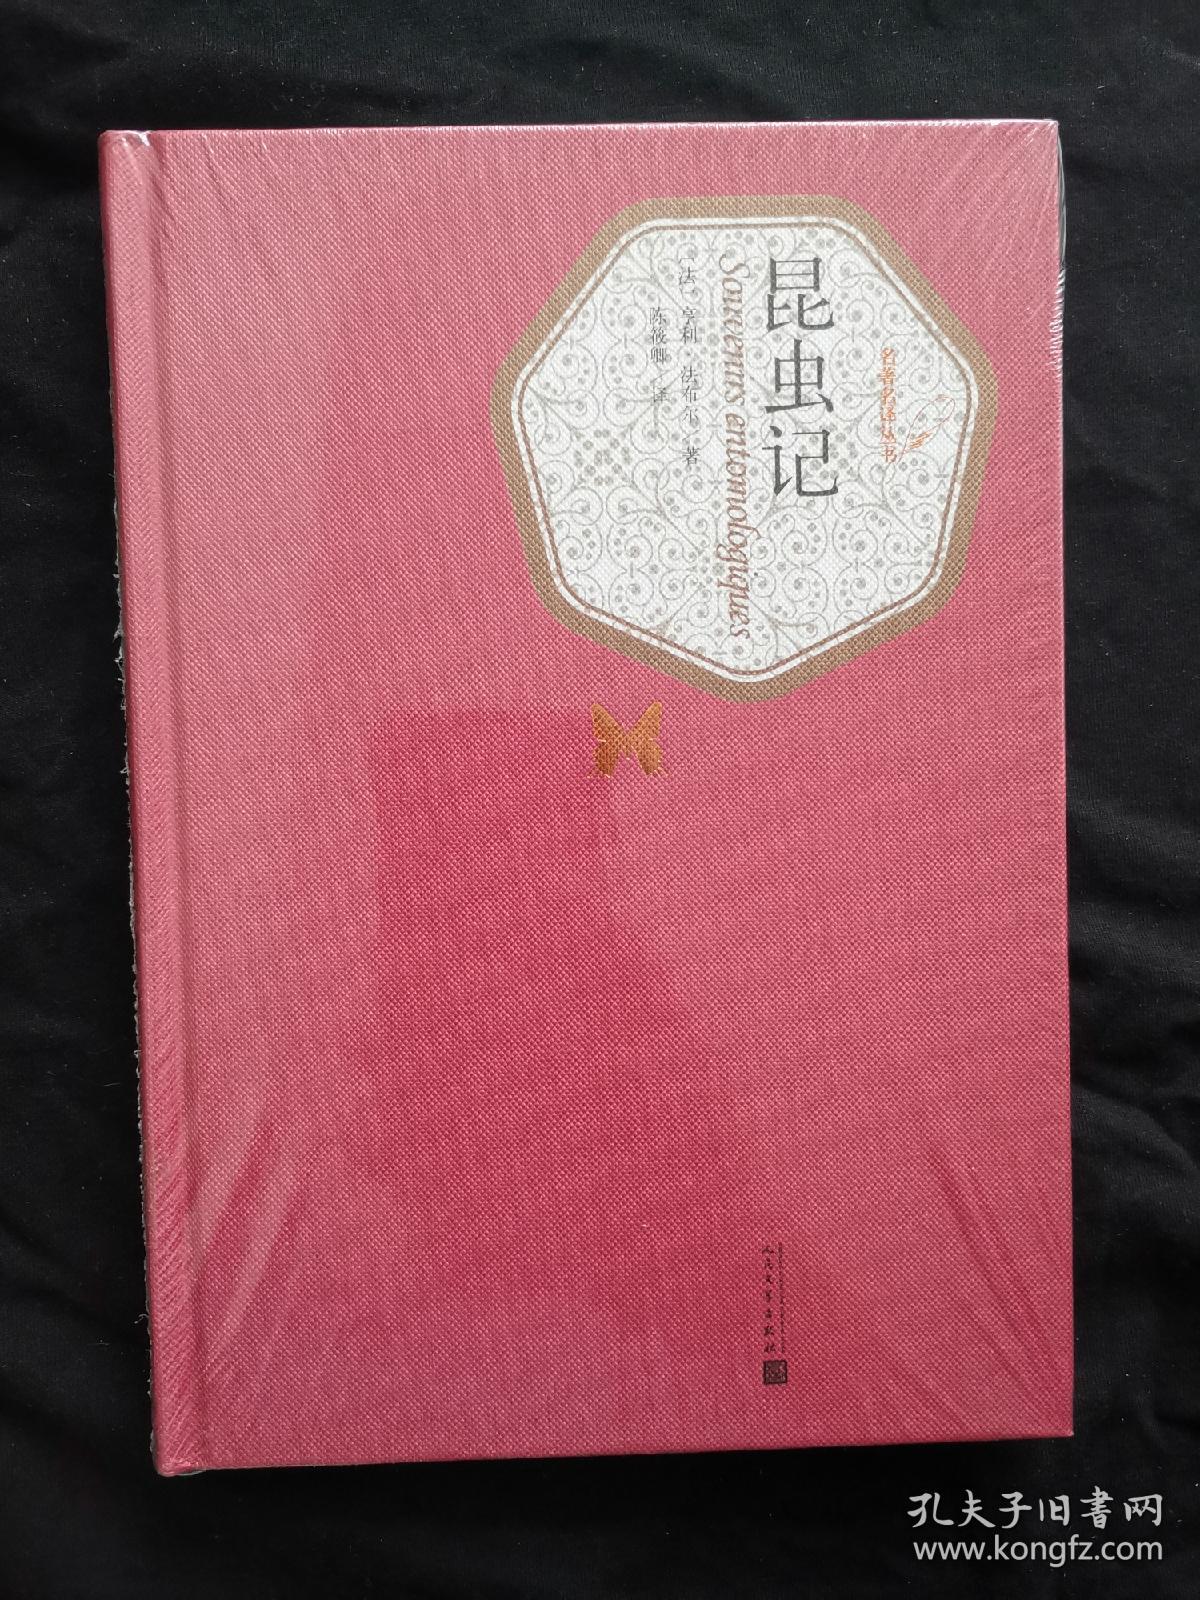 名著名译丛书
昆虫记
Souvenirs entomologiques
〔法〕亨利·法布尔 著
陈筱卿 译
人民文学出版社
孔夫子旧书网
www.kongfz.com